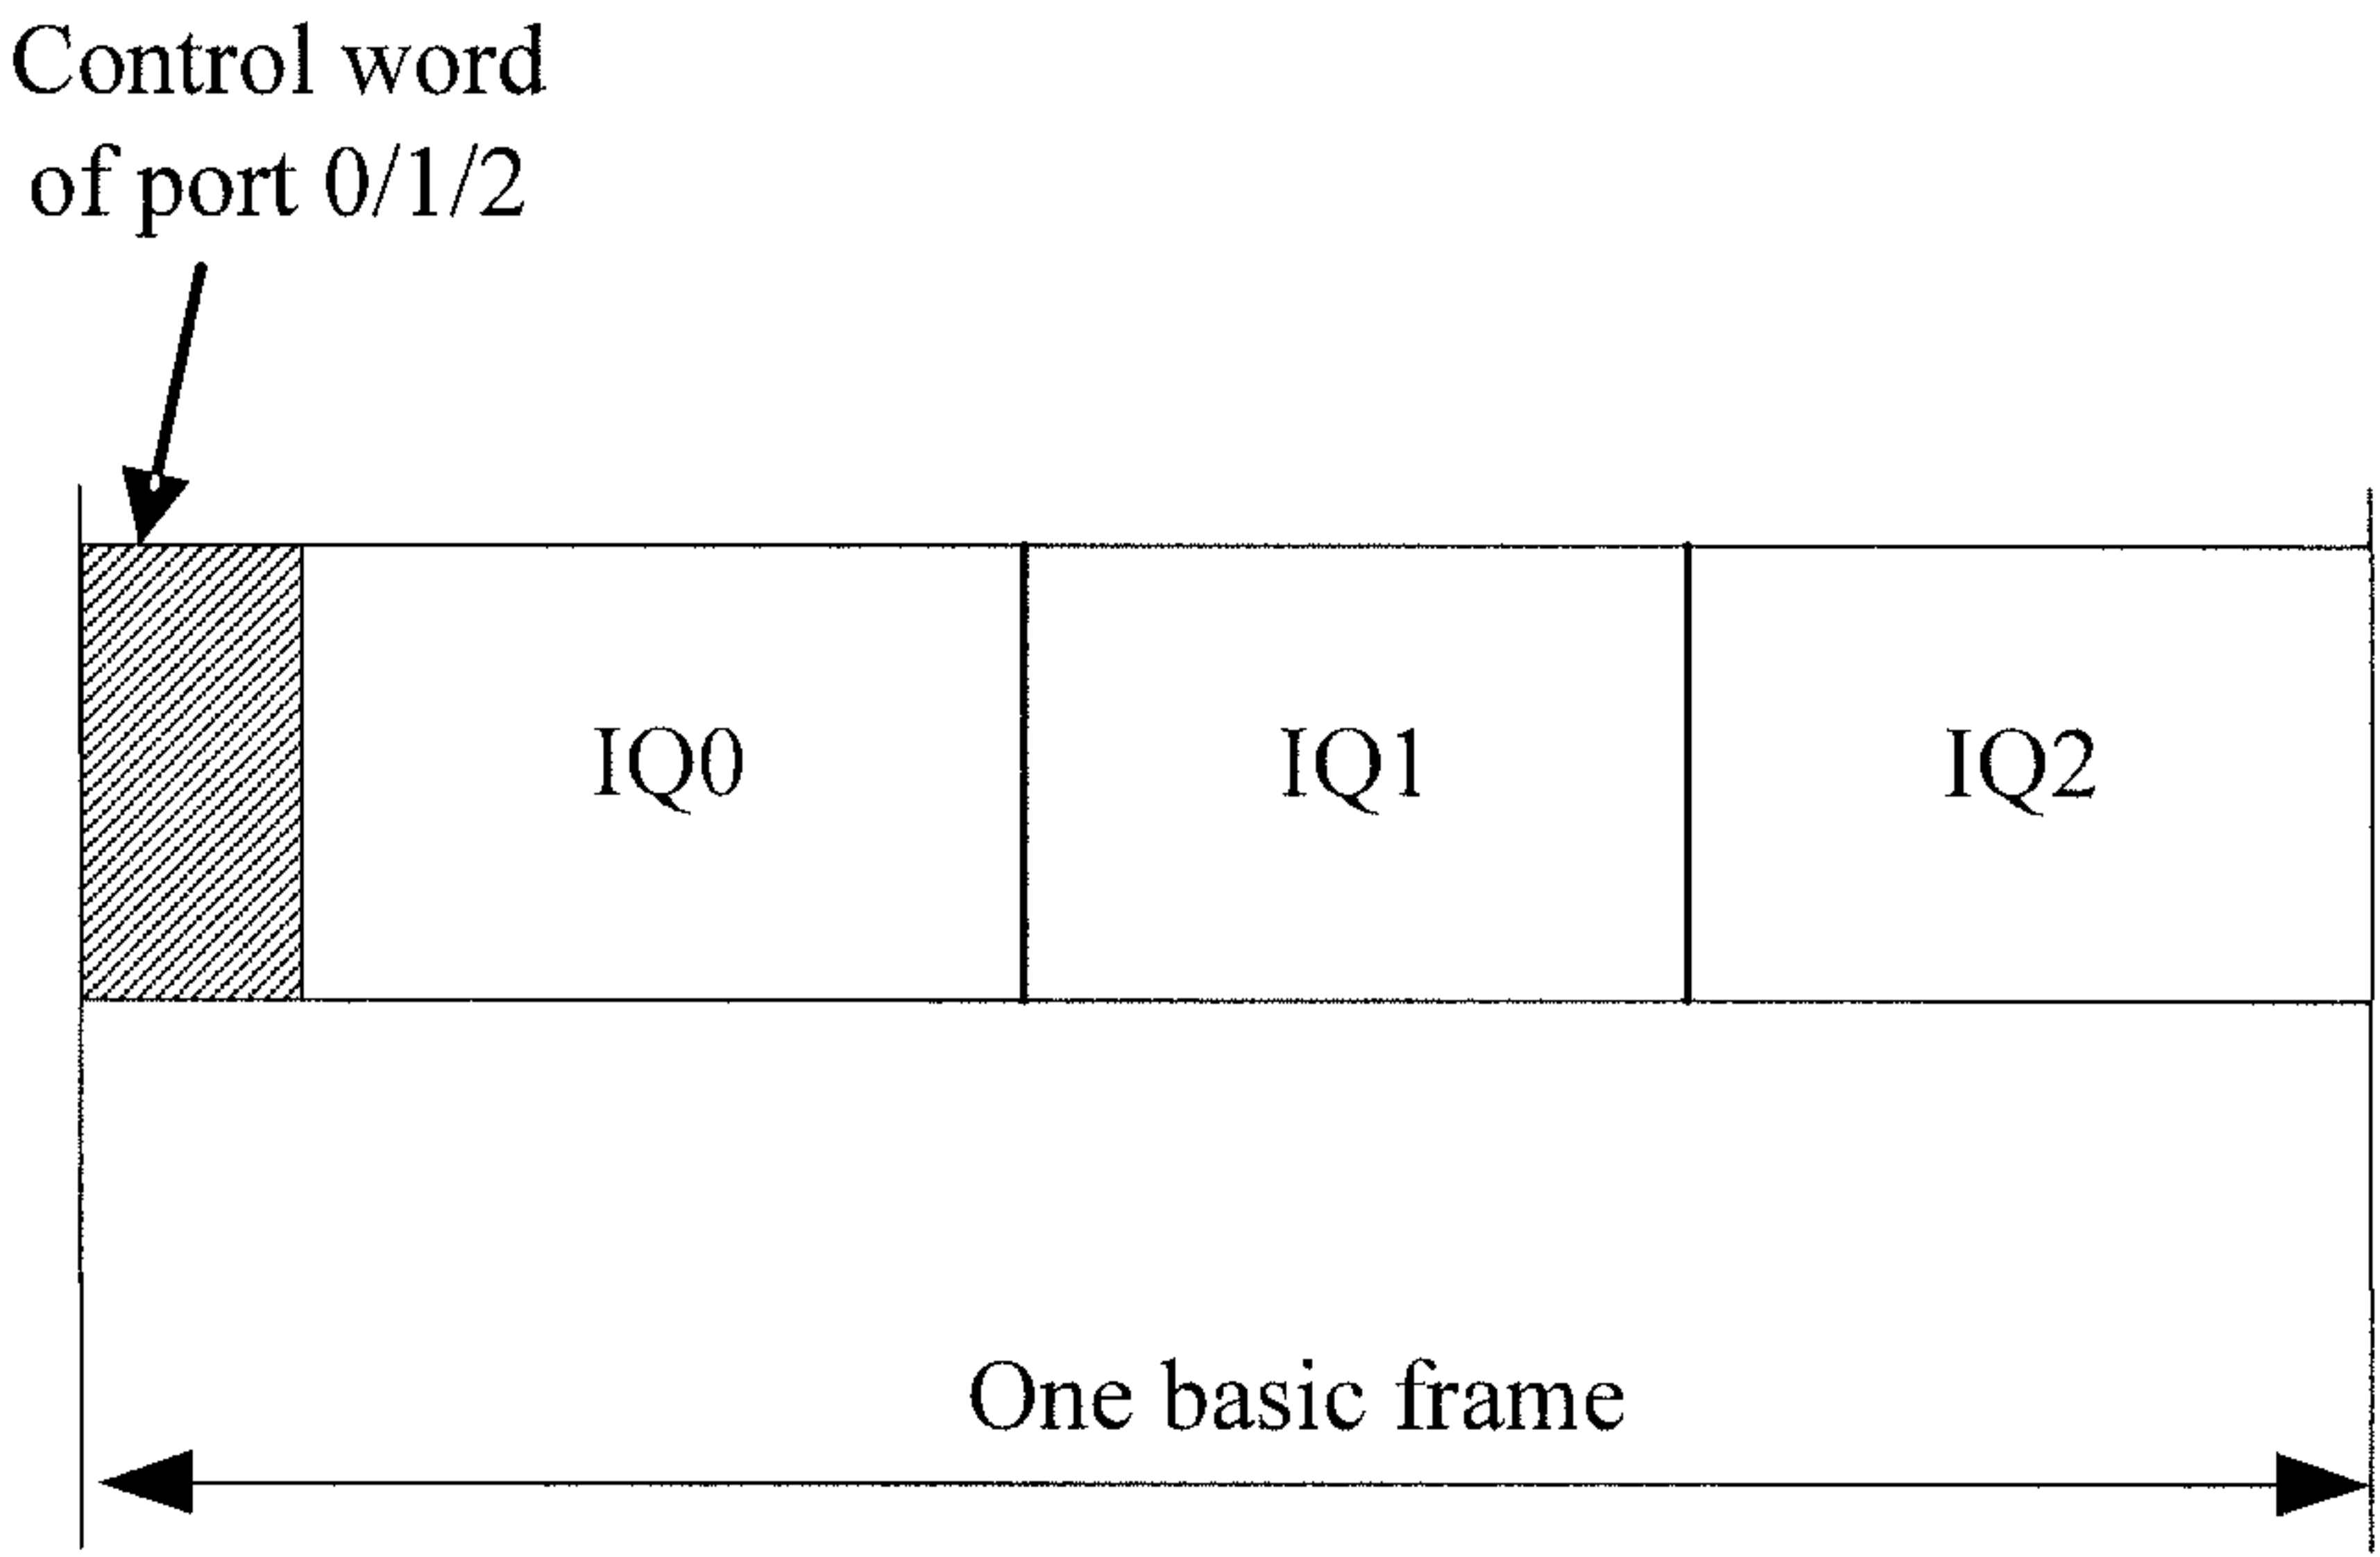 Control word
of port 0/1/2
IQ0
IQ1
IQ2
One basic frame